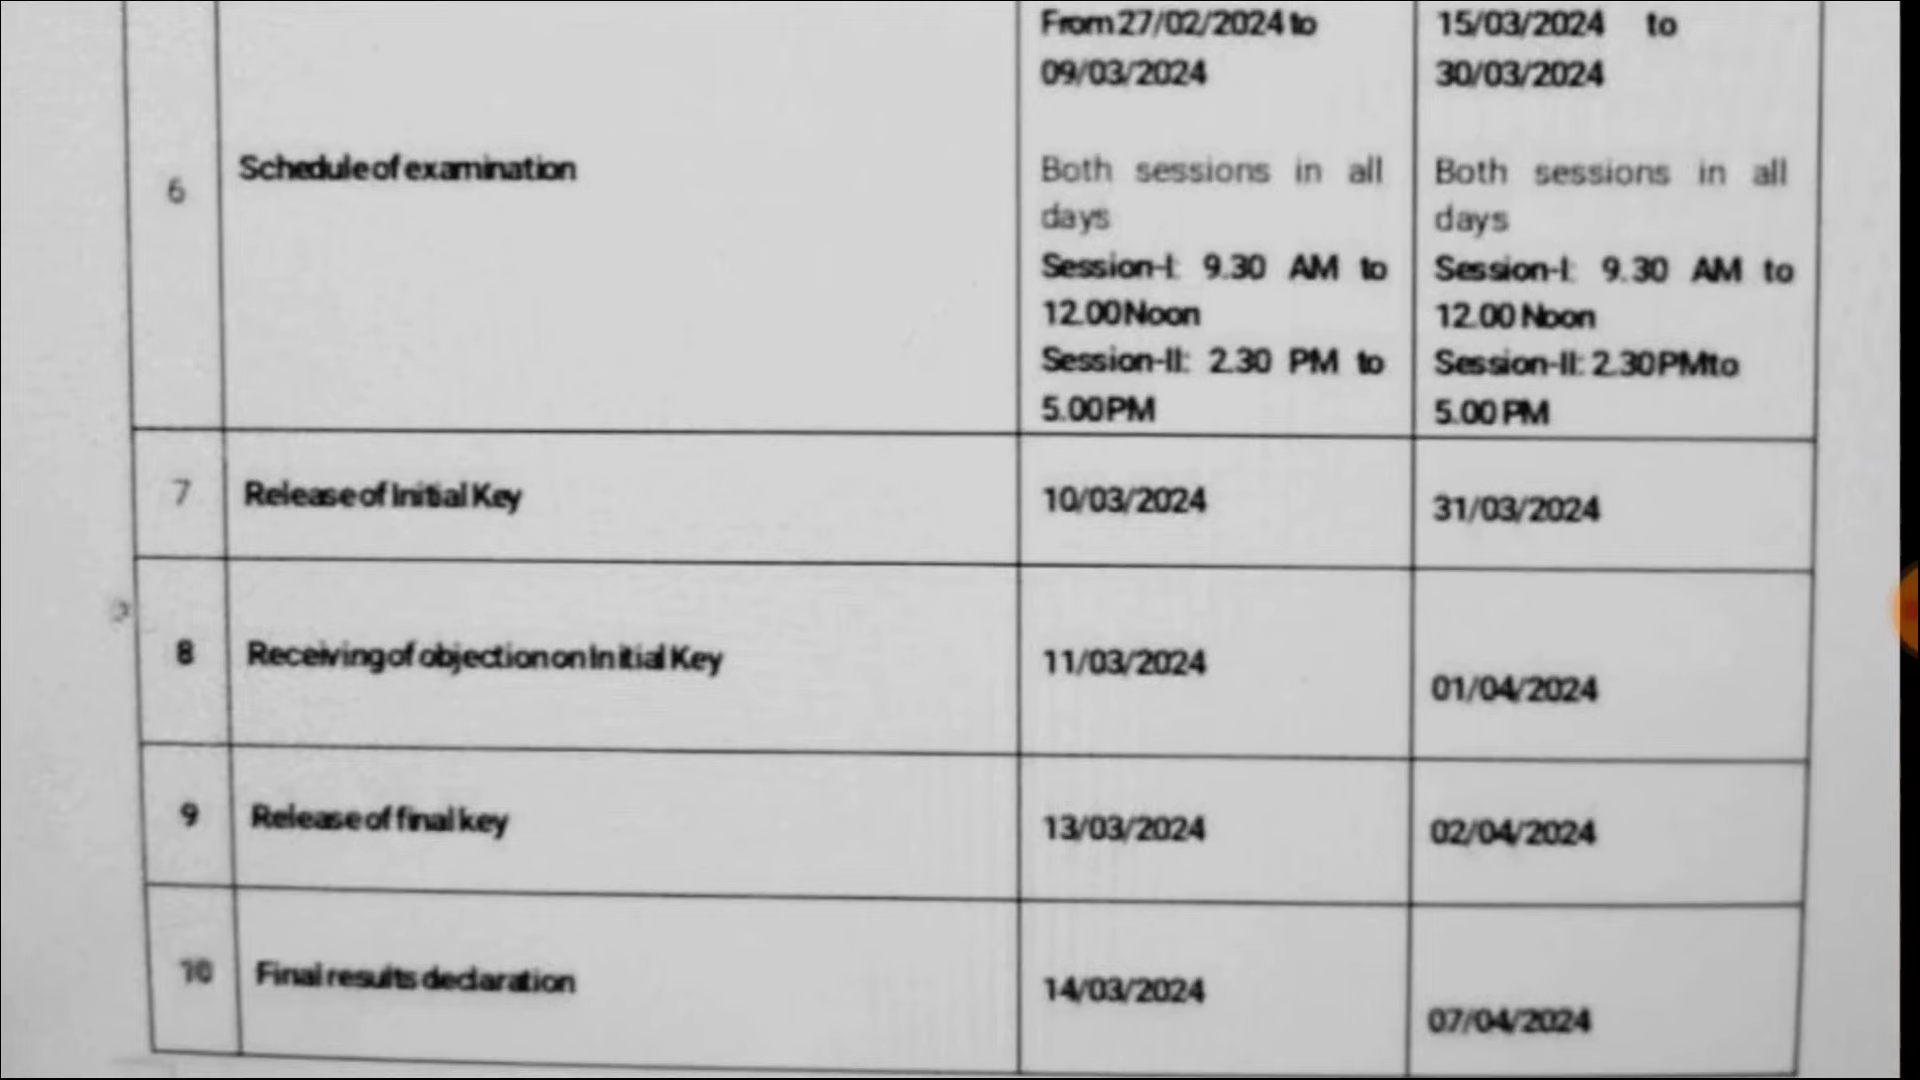 From 27/02/2024 to
09/03/2024
15/03/2024 to
30/03/2024
6
Schedule of examination
Both sessions in all
days
Session-I: 9.30 AM to
12.00 Noon
Session-II: 2.30 PM to
5.00 PM
Both sessions in all
days
Session-I: 9.30 AM to
12.00 Noon
Session-II: 2.30 PM to
5.00 PM
7
Release of Initial Key
10/03/2024
31/03/2024
8
Receiving of objection on Initial Key
11/03/2024
01/04/2024
9
Release of final key
13/03/2024
02/04/2024
10
Final results declaration
14/03/2024
07/04/2024